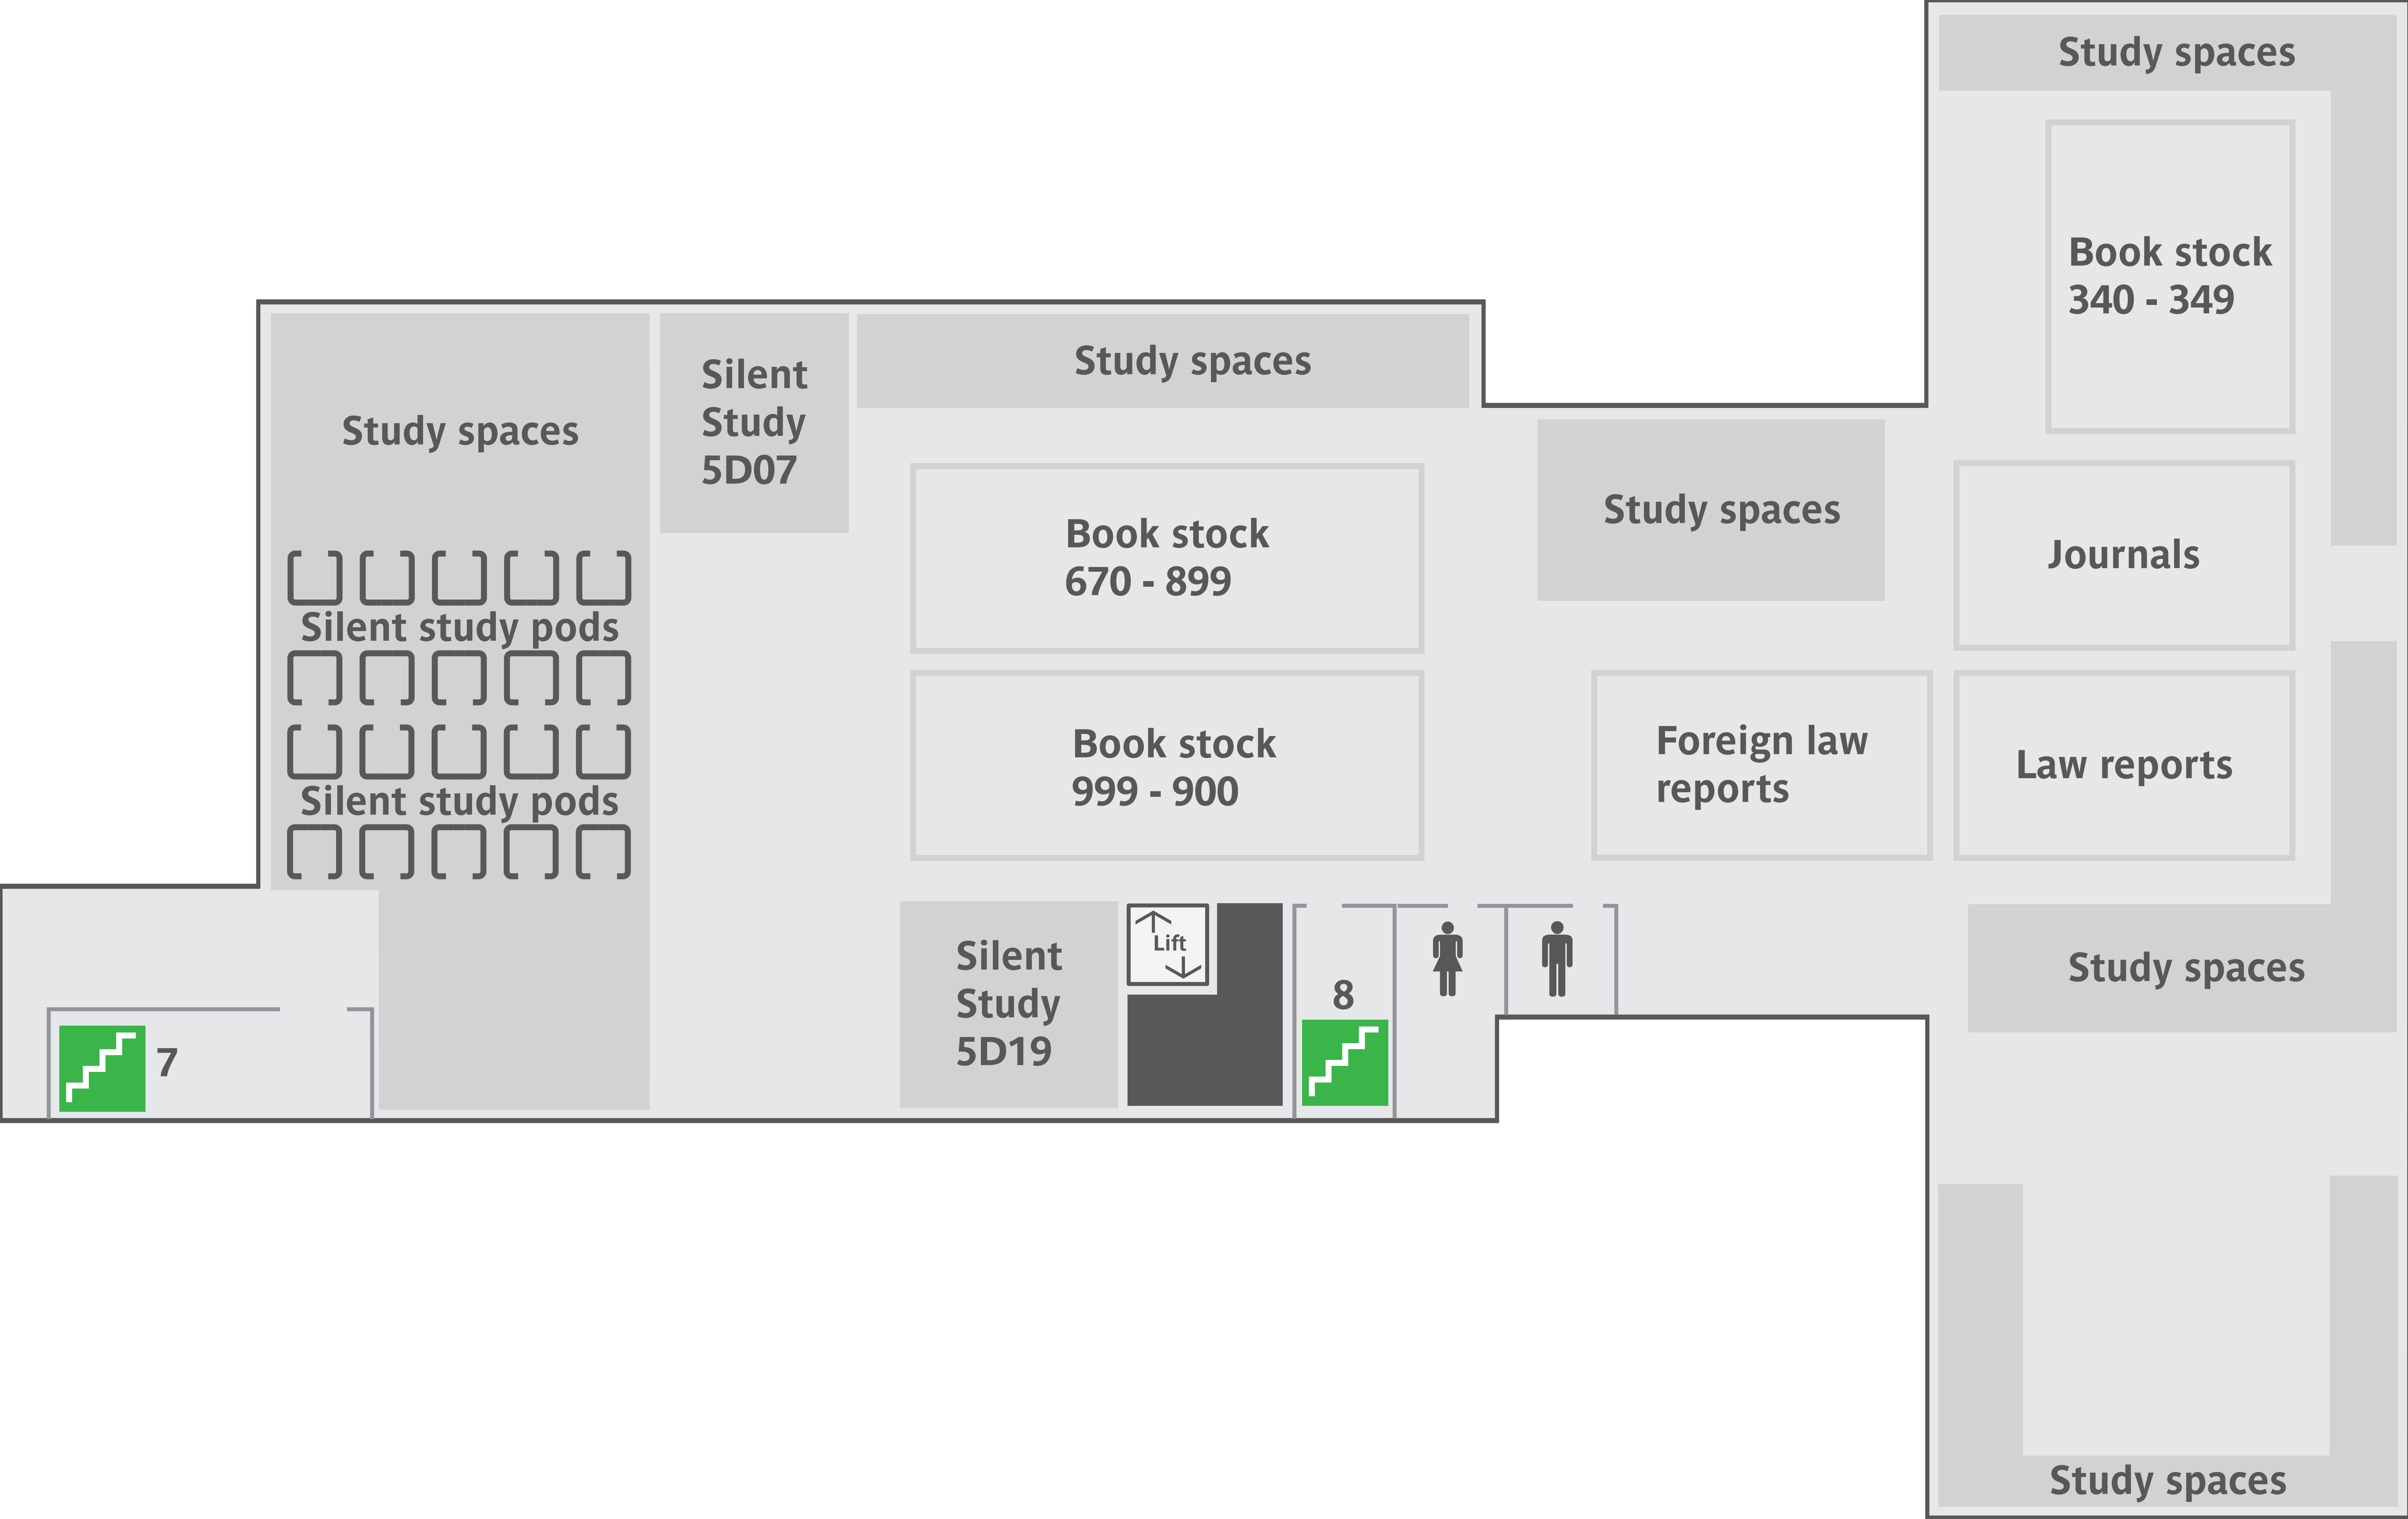 Study spaces
Book stock
340 - 349
Study spaces
Silent
Study
5D07
Study spaces
Study spaces
Book stock
670 - 899
Journals
Silent study pods
Book stock
999 - 900
Foreign law
reports
Law reports
Silent study pods
Silent
Study
5D19
Lift
8
Study spaces
7
Study spaces